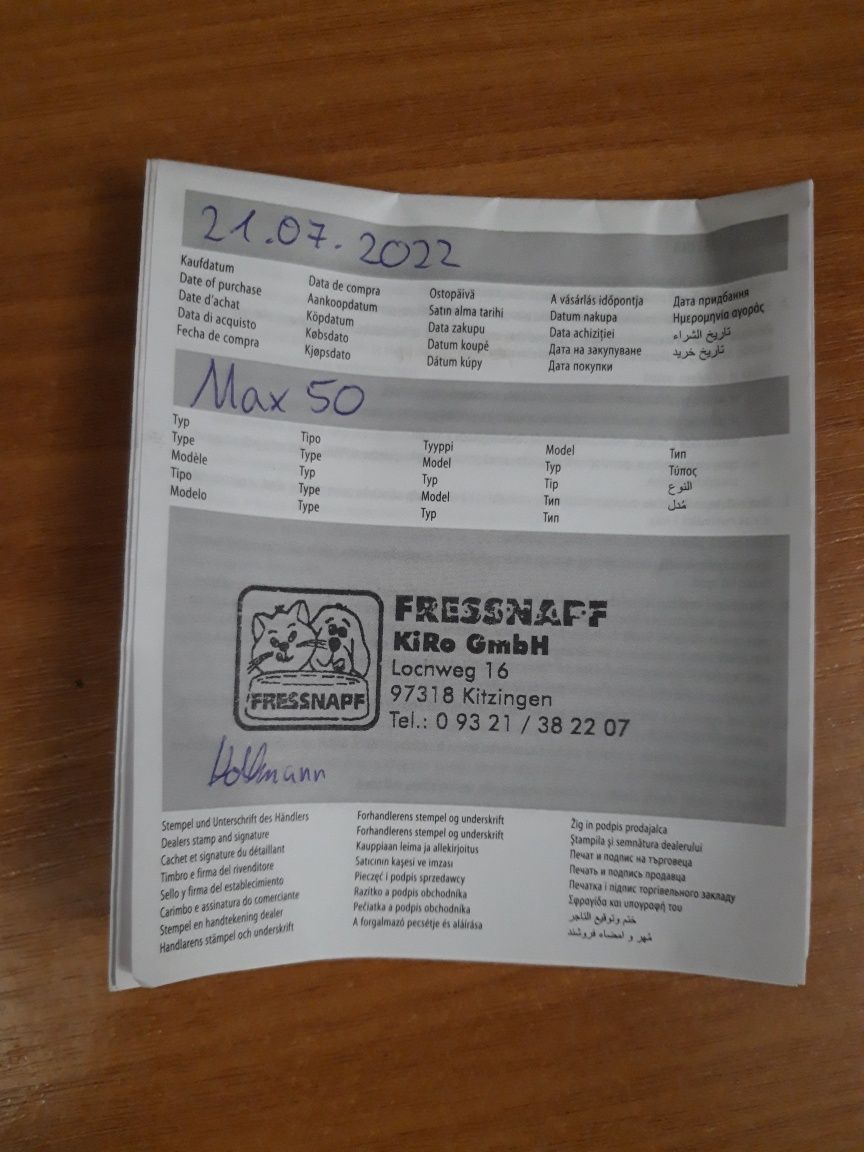 21.07.2022
Kaufdatum
Date of purchase
Date d'achat
Data di acquisto
Fecha de compra
Data de compra
Aankoopdatum
Köpdatum
Købsdato
Kjøpsdato
Ostopäivä
Satın alma tarihi
Data zakupu
Datum koupě
Dátum kúpy
A vásárlás időpontja
Datum nakupa
Data achiziției
Дата на закупуване
Дата покупки
Дата придбання
Ημερομηνία αγοράς
تاريخ الشراء
تاریخ خرید
Max 50
Typ
Type
Modèle
Tipo
Modelo
Tipo
Type
Typ
Type
Type
Tyyppi
Model
Typ
Model
Typ
Model
Typ
Tip
Тип
Тип
Тип
Τύπος
النوع
مُدل
FRESSNAPF
FRESSNAPF
KiRo GmbH
Lochweg 16
97318 Kitzingen
Tel.: 0 93 21 / 38 22 07
Stempel und Unterschrift des Händlers
Dealers stamp and signature
Cachet et signature du détaillant
Timbro e firma del rivenditore
Sello y firma del establecimiento
Carimbo e assinatura do comerciante
Stempel en handtekening dealer
Handlarens stämpel och underskrift
Forhandlerens stempel og underskrift
Forhandlerens stempel og underskrift
Kauppiaan leima ja allekirjoitus
Satıcının kaşesi ve imzası
Pieczęć i podpis sprzedawcy
Razítko a podpis obchodníka
Pečiatka a podpis obchodníka
A forgalmazó pecsétje és aláírása
Žig in podpis prodajalca
Ștampila și semnătura dealerului
Печат и подпис на търговеца
Печать и подпись продавца
Печатка і підпис торгівельного закладу
Σφραγίδα και υπογραφή του
ختم وتوقيع التاجر
مُهر و امضاء فروشند